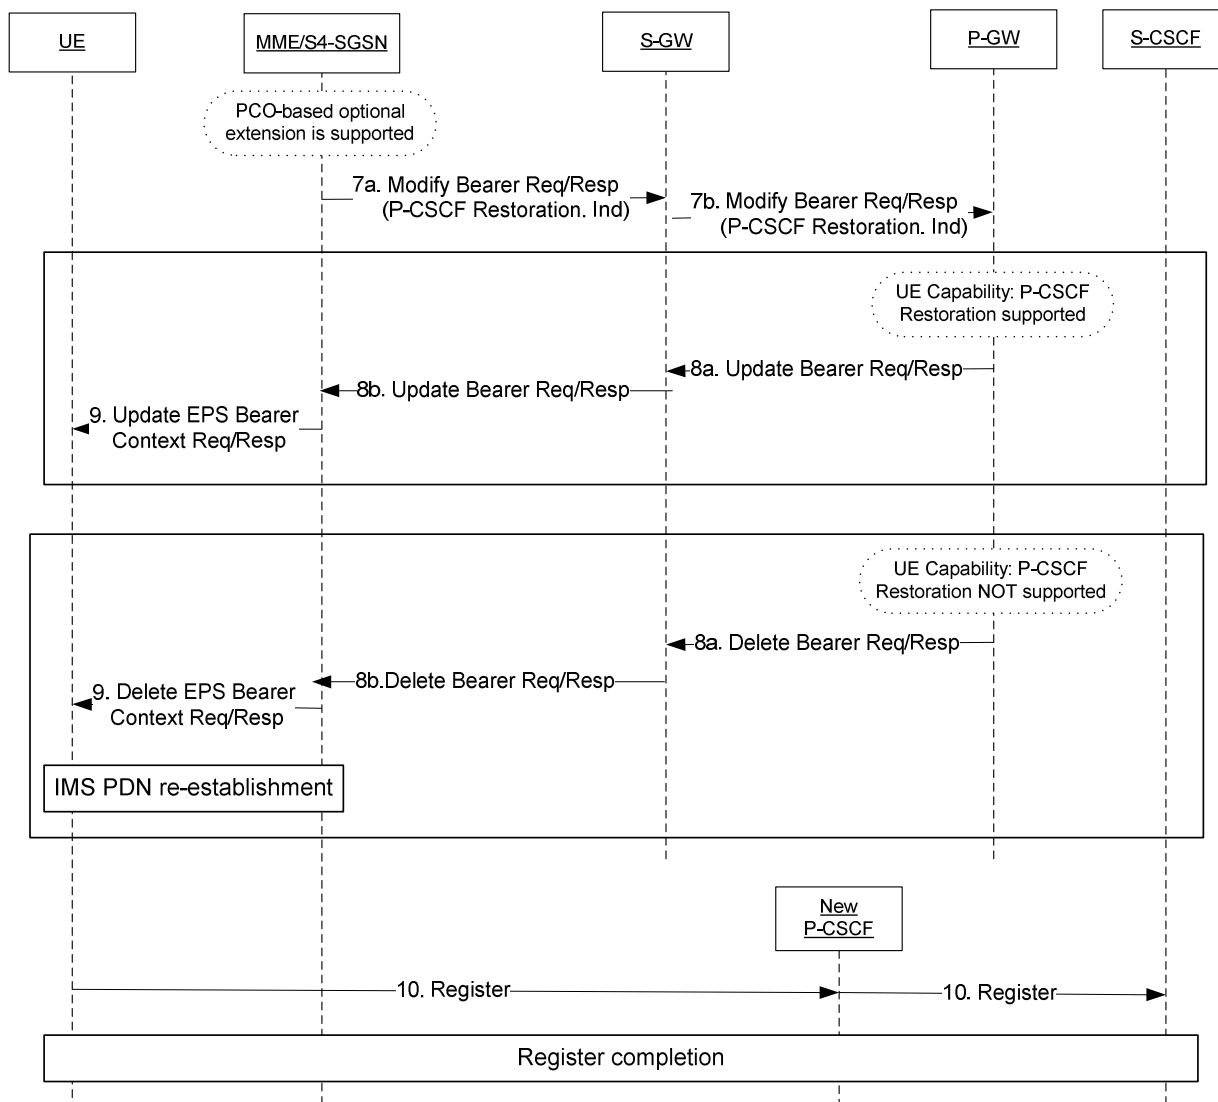 UE
MME/S4-SGSN
S-GW
P-GW
S-CSCF
PCO-based optional
extension is supported
7a. Modify Bearer Req/Resp
(P-CSCF Restoration. Ind)
7b. Modify Bearer Req/Resp
(P-CSCF Restoration. Ind)
UE Capability: P-CSCF
Restoration supported
8a. Update Bearer Req/Resp
8b. Update Bearer Req/Resp
9. Update EPS Bearer
Context Req/Resp
UE Capability: P-CSCF
Restoration NOT supported
8a. Delete Bearer Req/Resp
8b.Delete Bearer Req/Resp
9. Delete EPS Bearer
Context Req/Resp
IMS PDN re-establishment
New
P-CSCF
10. Register
10. Register
Register completion